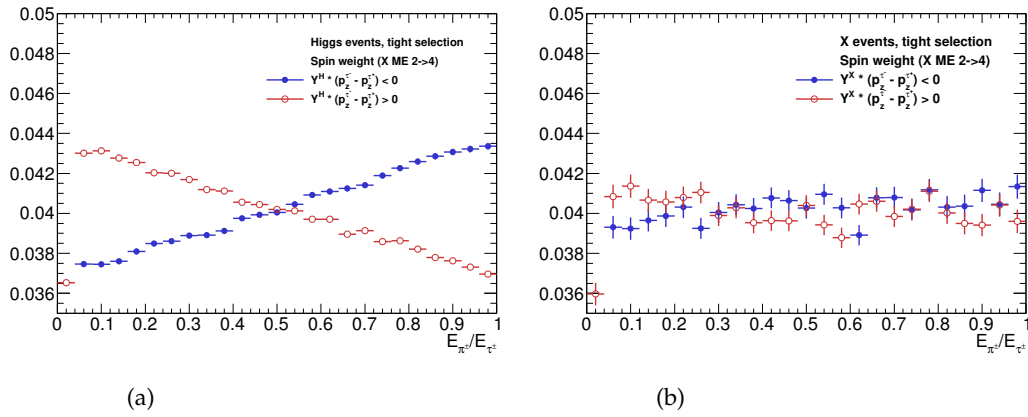 0.05
0.048
0.046
0.044
0.042
0.04
0.038
0.036
0 0.1 0.2 0.3 0.4 0.5 0.6 0.7 0.8 0.9 1
E_{π^±}/E_{τ^±}
Higgs events, tight selection
Spin weight (X ME 2->4)
Y^H * (p_z^{τ^-} - p_z^{τ^+}) < 0
Y^H * (p_z^{τ^-} - p_z^{τ^+}) > 0
(a)
0.05
0.048
0.046
0.044
0.042
0.04
0.038
0.036
0 0.1 0.2 0.3 0.4 0.5 0.6 0.7 0.8 0.9 1
E_{π^±}/E_{τ^±}
X events, tight selection
Spin weight (X ME 2->4)
Y^X * (p_z^{τ^-} - p_z^{τ^+}) < 0
Y^X * (p_z^{τ^-} - p_z^{τ^+}) > 0
(b)